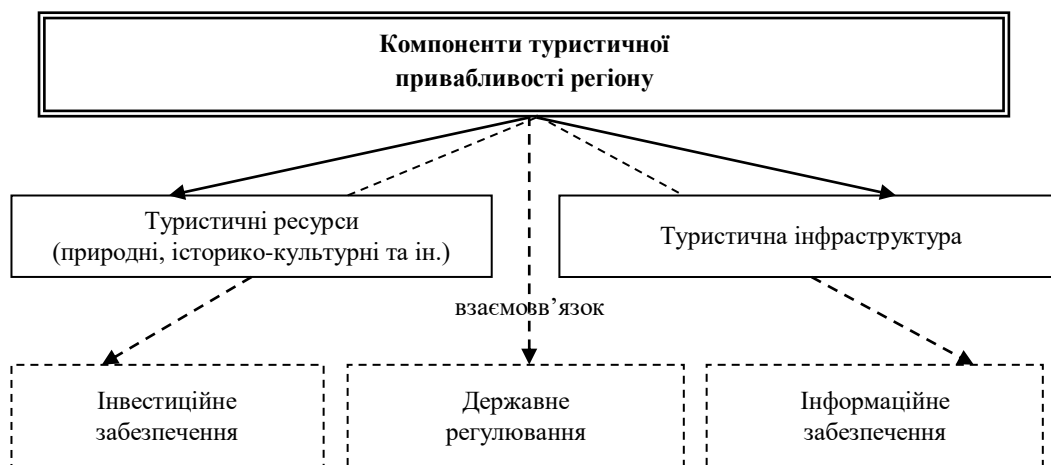 Компоненти туристичної
привабливості регіону
Туристичні ресурси
(природні, історико-культурні та ін.)
Туристична інфраструктура
взаємозв’язок
Інвестиційне
забезпечення
Державне
регулювання
Інформаційне
забезпечення